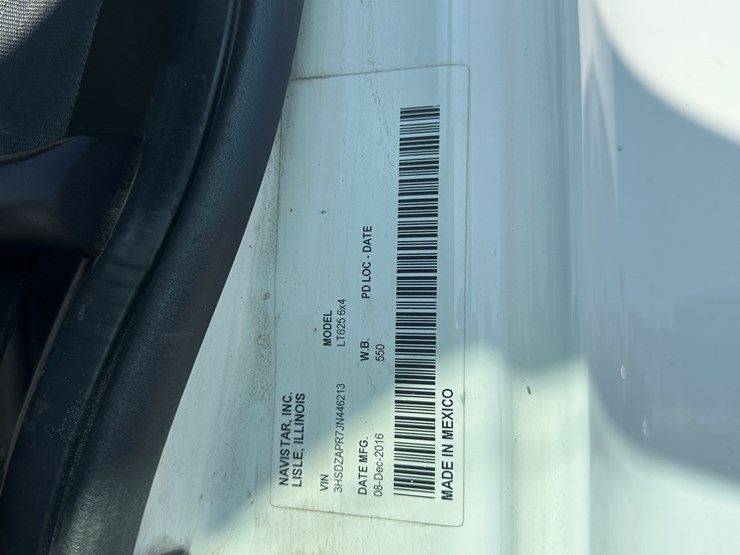 NAVISTAR, INC.
LISLE, ILLINOIS
VIN
3HSDZAPR7JN446213
MODEL
LT625 6x4
DATE MFG.
08-Dec-2016
W.B.
550
PD LOC - DATE
MADE IN MEXICO